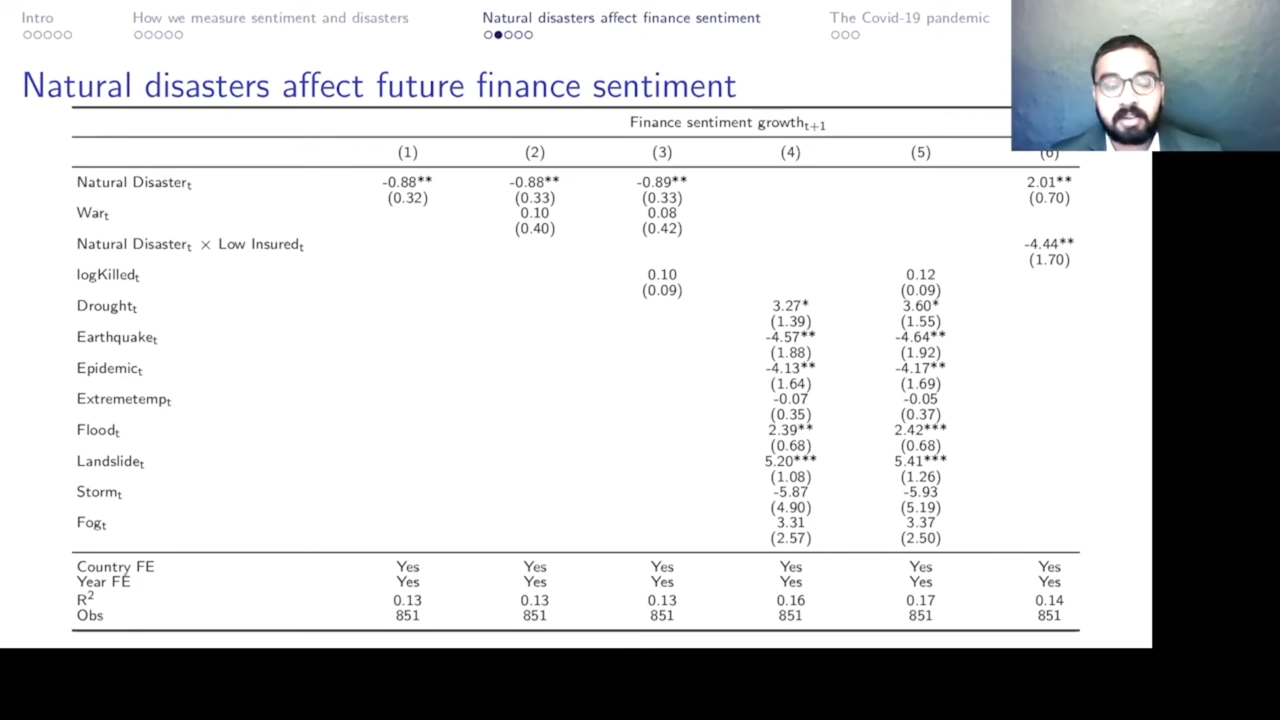 Intro How we measure sentiment and disasters Natural disasters affect finance sentiment The Covid-19 pandemic
Natural disasters affect future finance sentiment
Finance sentiment growth_t+1
(1) (2) (3) (4) (5) (6)
Natural Disaster_t -0.88** -0.88** -0.89** 2.01**
(0.32) (0.33) (0.33) (0.70)
War_t 0.10 0.08
(0.40) (0.42)
Natural Disaster_t × Low Insured_t -4.44**
(1.70)
logKilled_t 0.10 0.12
(0.09) (0.09)
Drought_t 3.27* 3.60*
(1.39) (1.55)
Earthquake_t -4.57** -4.64**
(1.88) (1.92)
Epidemic_t -4.13** -4.17**
(1.64) (1.69)
Extremetemp_t -0.07 -0.05
(0.35) (0.37)
Flood_t 2.39** 2.42***
(0.68) (0.68)
Landslide_t 5.20*** 5.41***
(1.08) (1.26)
Storm_t -5.87 -5.93
(4.90) (5.19)
Fog_t 3.31 3.37
(2.57) (2.50)
Country FE Yes Yes Yes Yes Yes Yes
Year FE Yes Yes Yes Yes Yes Yes
R² 0.13 0.13 0.13 0.16 0.17 0.14
Obs 851 851 851 851 851 851